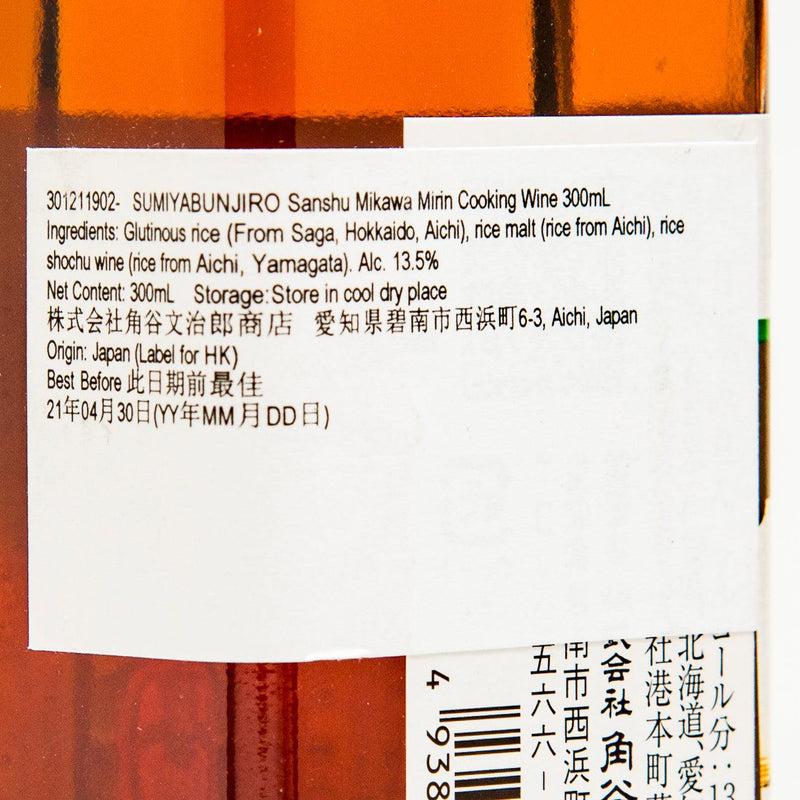 301211902- SUMIYABUNJIRO Sanshu Mikawa Mirin Cooking Wine 300mL
Ingredients: Glutinous rice (From Saga, Hokkaido, Aichi), rice malt (rice from Aichi), rice
shochu wine (rice from Aichi, Yamagata). Alc. 13.5%
Net Content: 300mL Storage:Store in cool dry place
株式会社角谷文治郎商店 愛知県碧南市西浜町6-3, Aichi, Japan
Origin: Japan (Label for HK)
Best Before 此日期前最佳
21年04月30日(YY年MM月DD日)
ール分:13
北海道、愛
社港本町
会社 角谷
南市西浜町
五六六ー
4 938